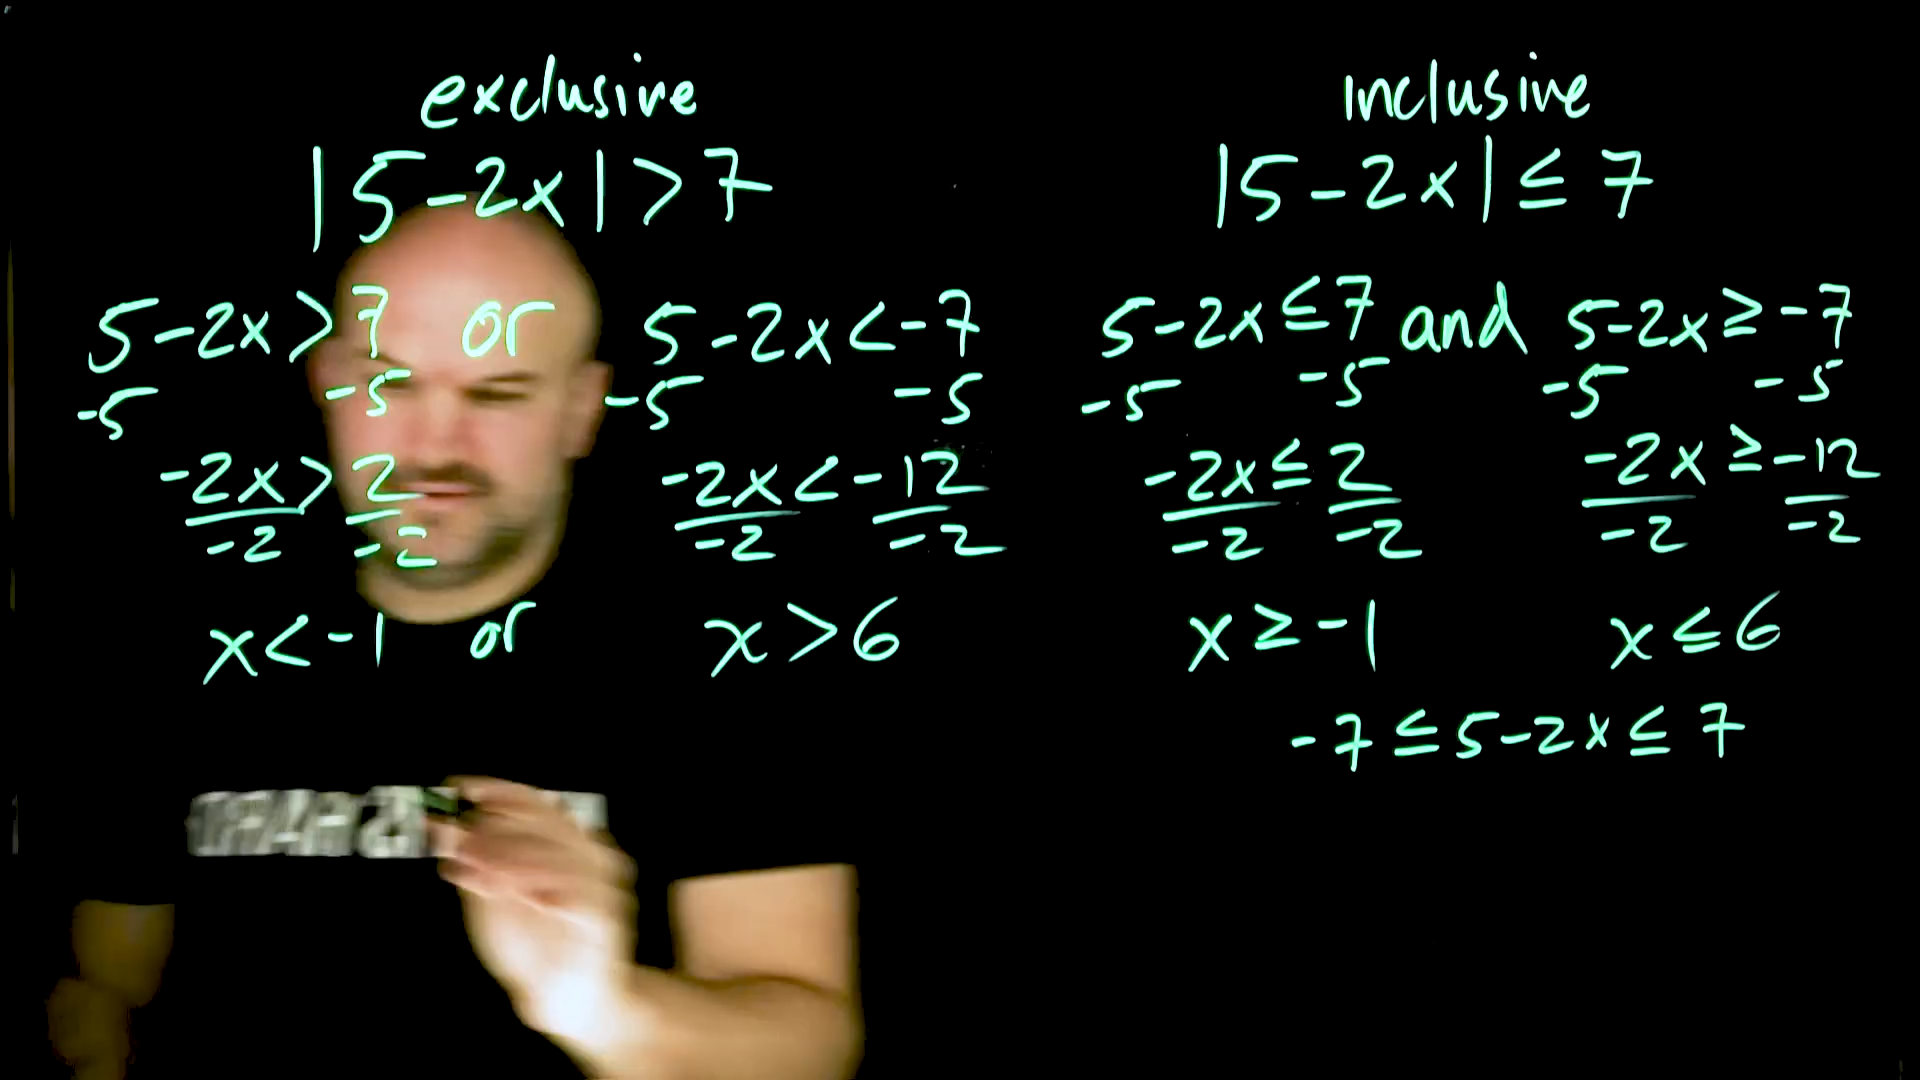 exclusive
|5-2x|>7
5-2x>7 or 5-2x<-7
-5 -5 -5 -5
-2x>2 -2x<-12
-2 -2 -2 -2
x<-1 or x>6
inclusive
|5-2x|≤7
5-2x≤7 and 5-2x≥-7
-5 -5 -5 -5
-2x≤2 -2x≥-12
-2 -2 -2 -2
x≥-1 x≤6
-7≤5-2x≤7